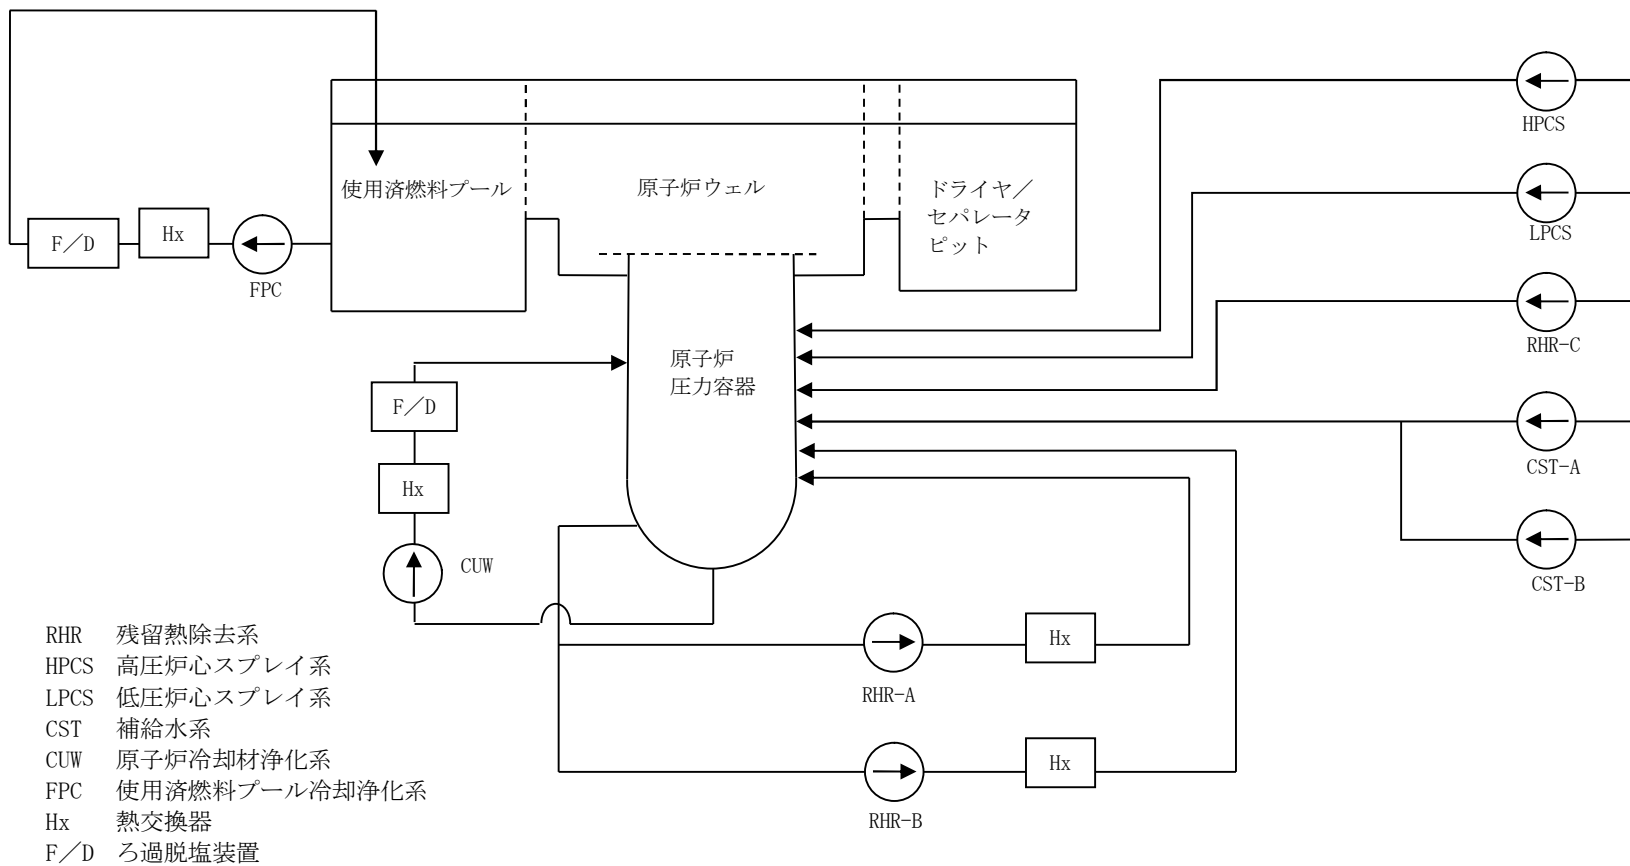 HPCS
使用済燃料プール
原子炉ウェル
ドライヤ／
セパレータ
ピット
LPCS
F／D
Hx
FPC
RHR-C
原子炉
圧力容器
F／D
CST-A
Hx
CUW
CST-B
Hx
RHR-A
Hx
RHR-B
RHR 残留熱除去系
HPCS 高圧炉心スプレイ系
LPCS 低圧炉心スプレイ系
CST 補給水系
CUW 原子炉冷却材浄化系
FPC 使用済燃料プール冷却浄化系
Hx 熱交換器
F／D ろ過脱塩装置